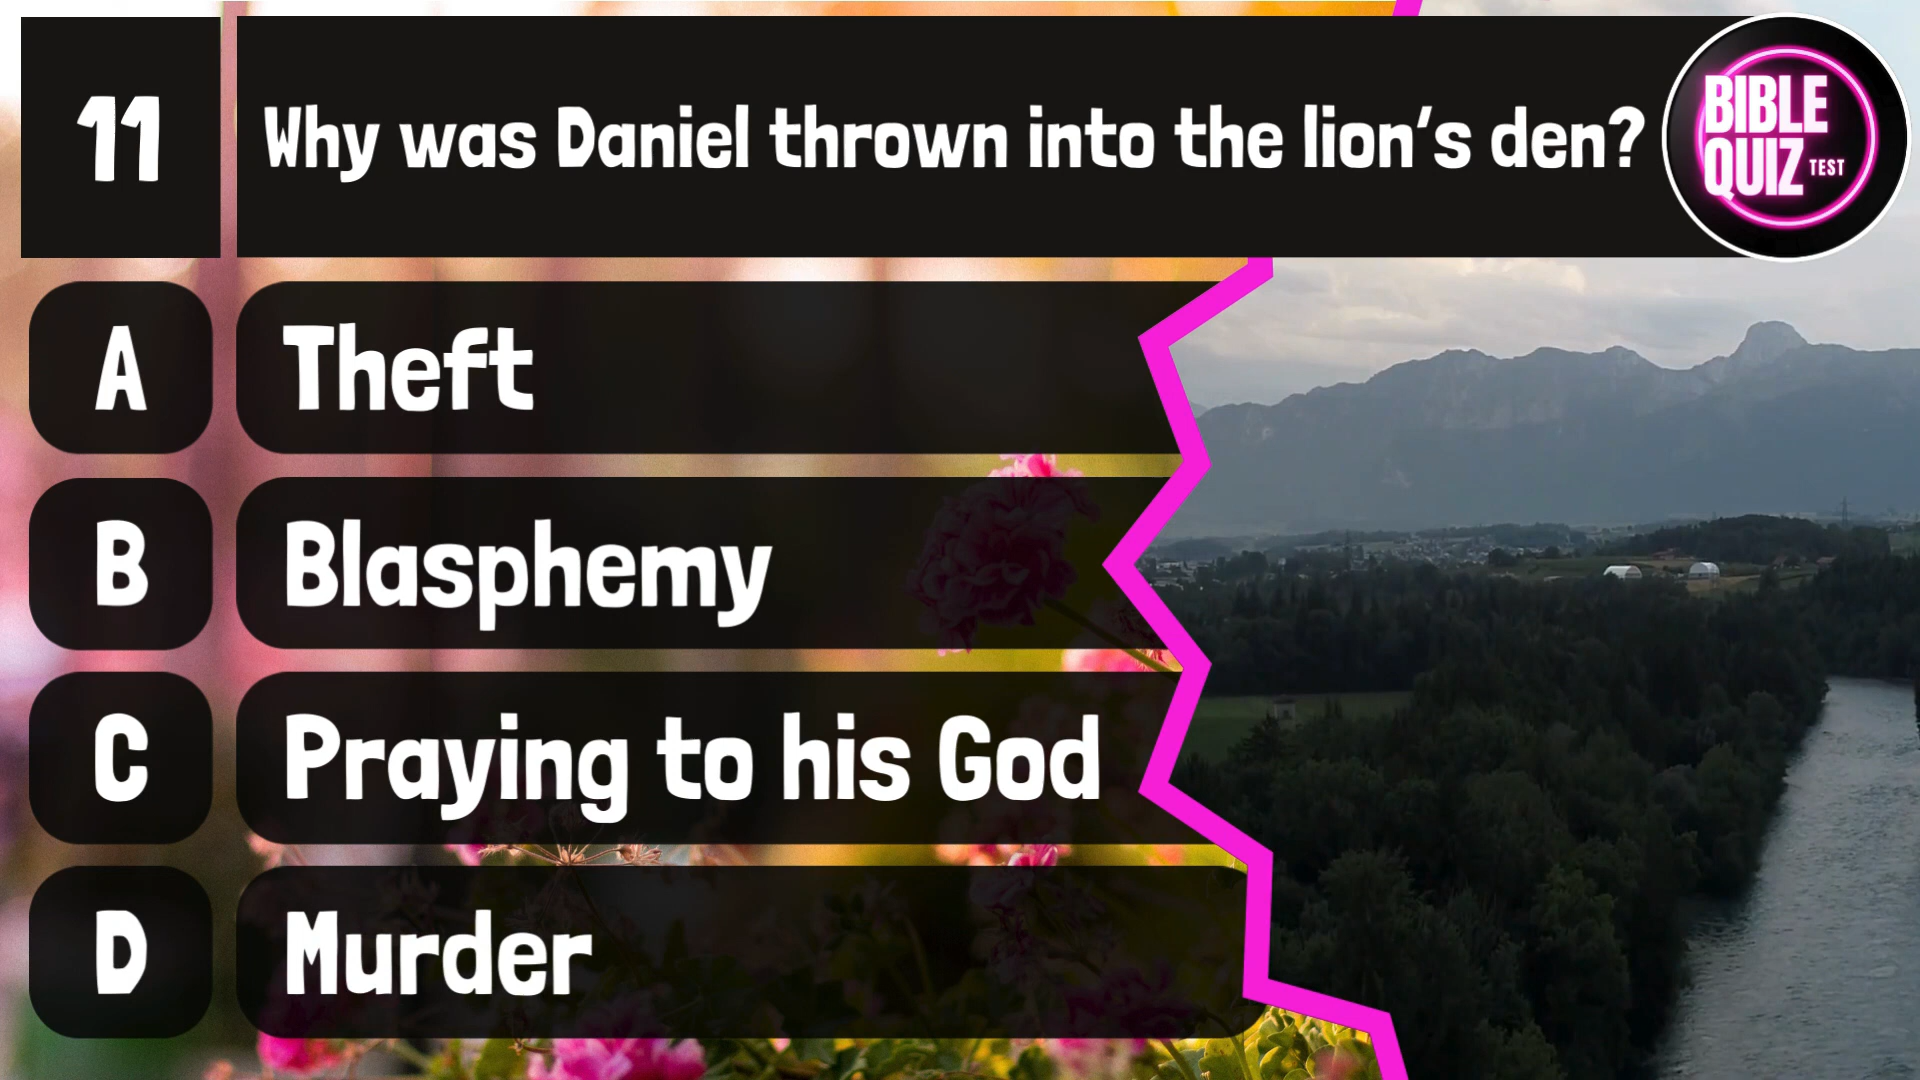 11
Why was Daniel thrown into the lion's den?
BIBLE
QUIZ TEST
A
Theft
B
Blasphemy
C
Praying to his God
D
Murder